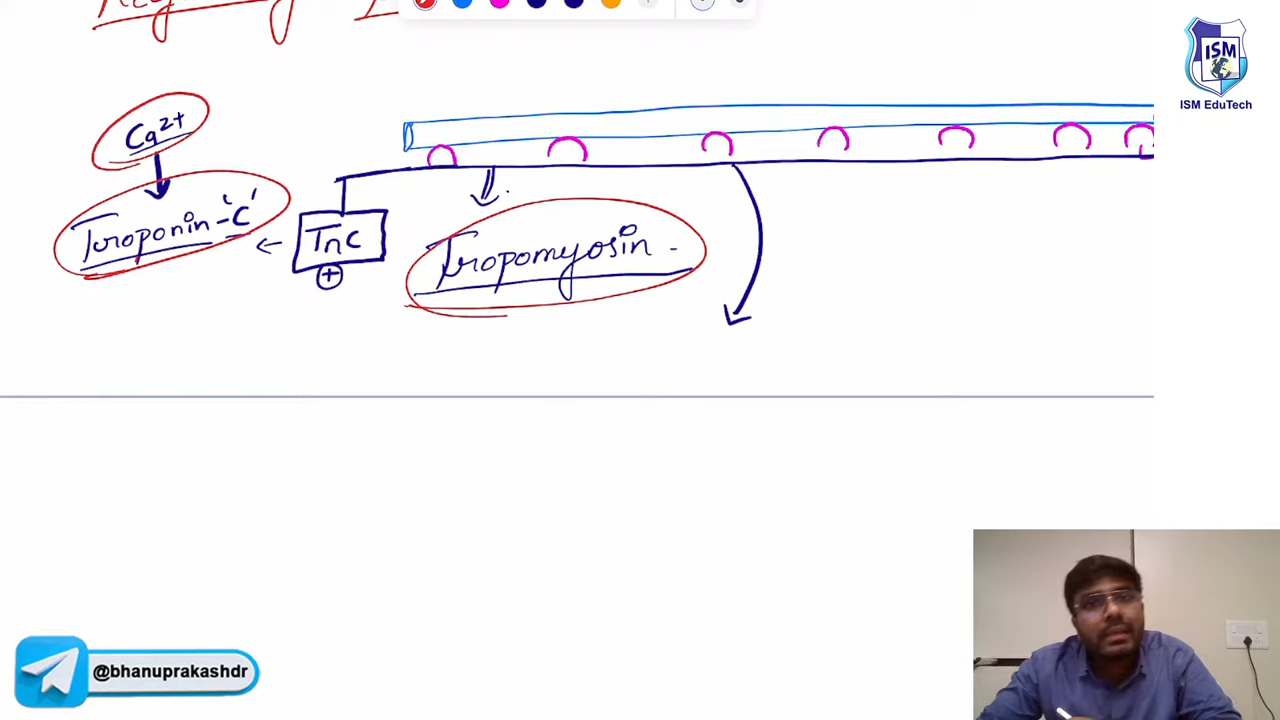 ISM
ISM EduTech
Ca2+
Troponin-'C'
TnC
+
Tropomyosin -
@bhanuprakashdr